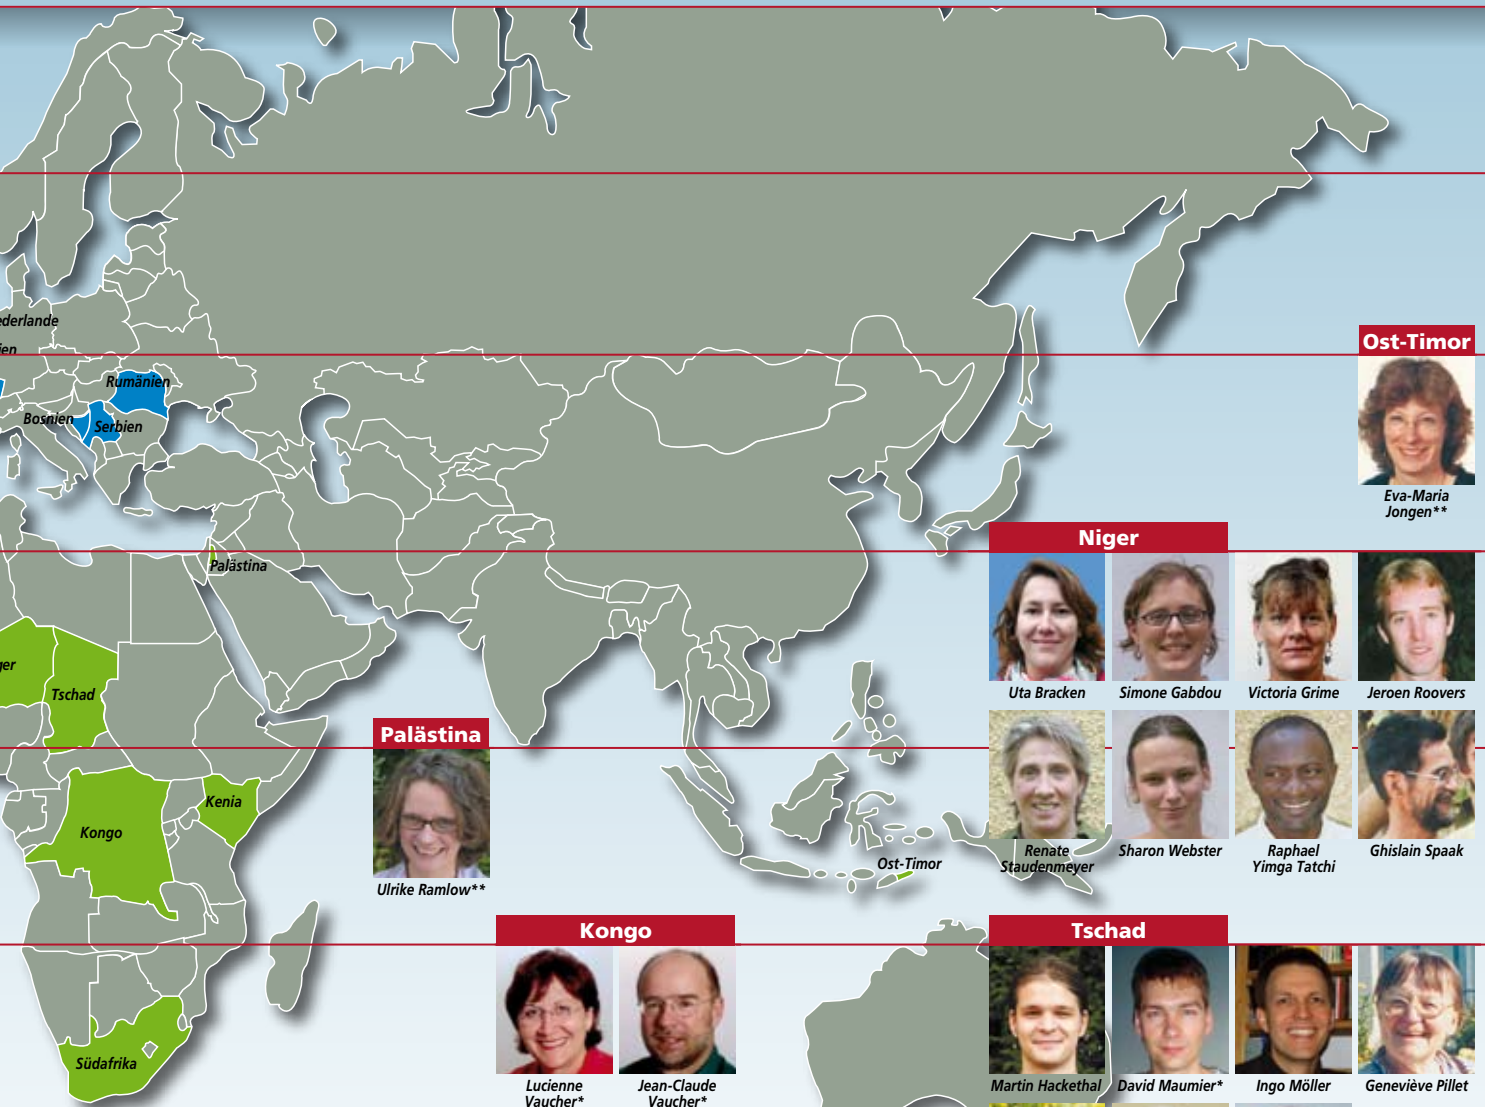 ederlande
ien
Rumänien
Bosnien
Serbien
Palästina
ger
Tschad
Kenia
Kongo
Südafrika
Ost-Timor
Ost-Timor
Eva-Maria
Jongen**
Niger
Uta Bracken
Simone Gabdou
Victoria Grime
Jeroen Roovers
Renate
Staudenmeyer
Sharon Webster
Raphael
Yimga Tatchi
Ghislain Spaak
Palästina
Ulrike Ramlow**
Kongo
Lucienne
Vaucher*
Jean-Claude
Vaucher*
Tschad
Martin Hackethal
David Maumier*
Ingo Möller
Geneviève Pillet